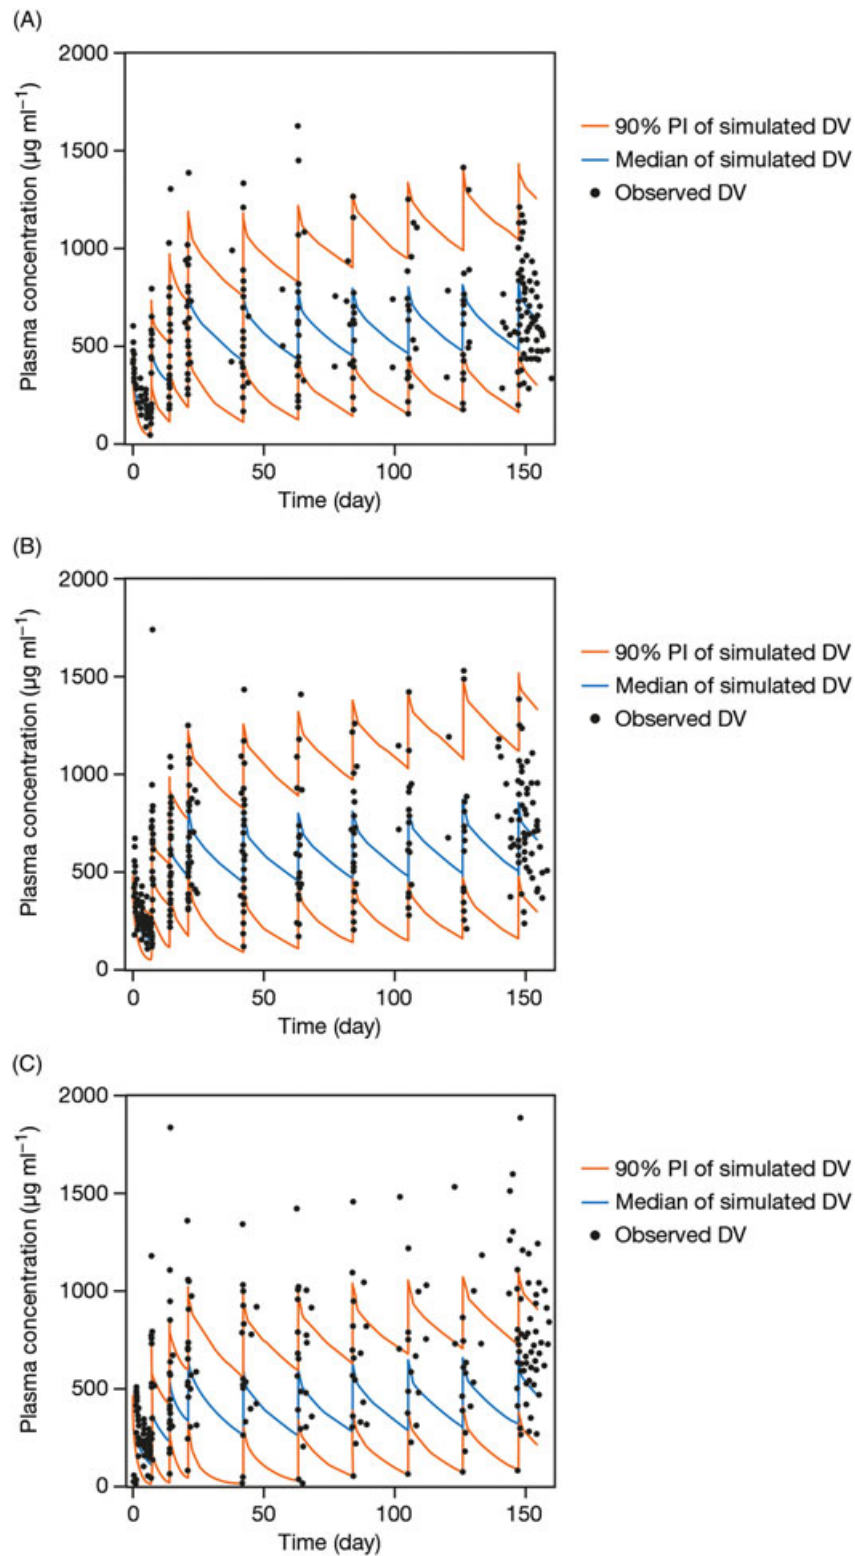 (A)
2000
1500
1000
500
0
Plasma concentration (µg ml⁻¹)
0 50 100 150
Time (day)
90% PI of simulated DV
Median of simulated DV
Observed DV
(B)
2000
1500
1000
500
0
Plasma concentration (µg ml⁻¹)
0 50 100 150
Time (day)
90% PI of simulated DV
Median of simulated DV
Observed DV
(C)
2000
1500
1000
500
0
Plasma concentration (µg ml⁻¹)
0 50 100 150
Time (day)
90% PI of simulated DV
Median of simulated DV
Observed DV